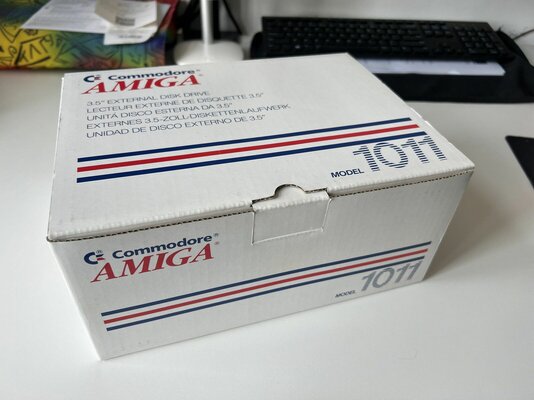 Commodore®
AMIGA®
3.5" EXTERNAL DISK DRIVE
LECTEUR EXTERNE DE DISQUETTE 3.5"
UNITÀ DISCO ESTERNA DA 3.5"
EXTERNES 3.5-ZOLL-DISKETTENLAUFWERK
UNIDAD DE DISCO EXTERNO DE 3.5"
MODEL 1011
Commodore®
AMIGA®
MODEL 1011